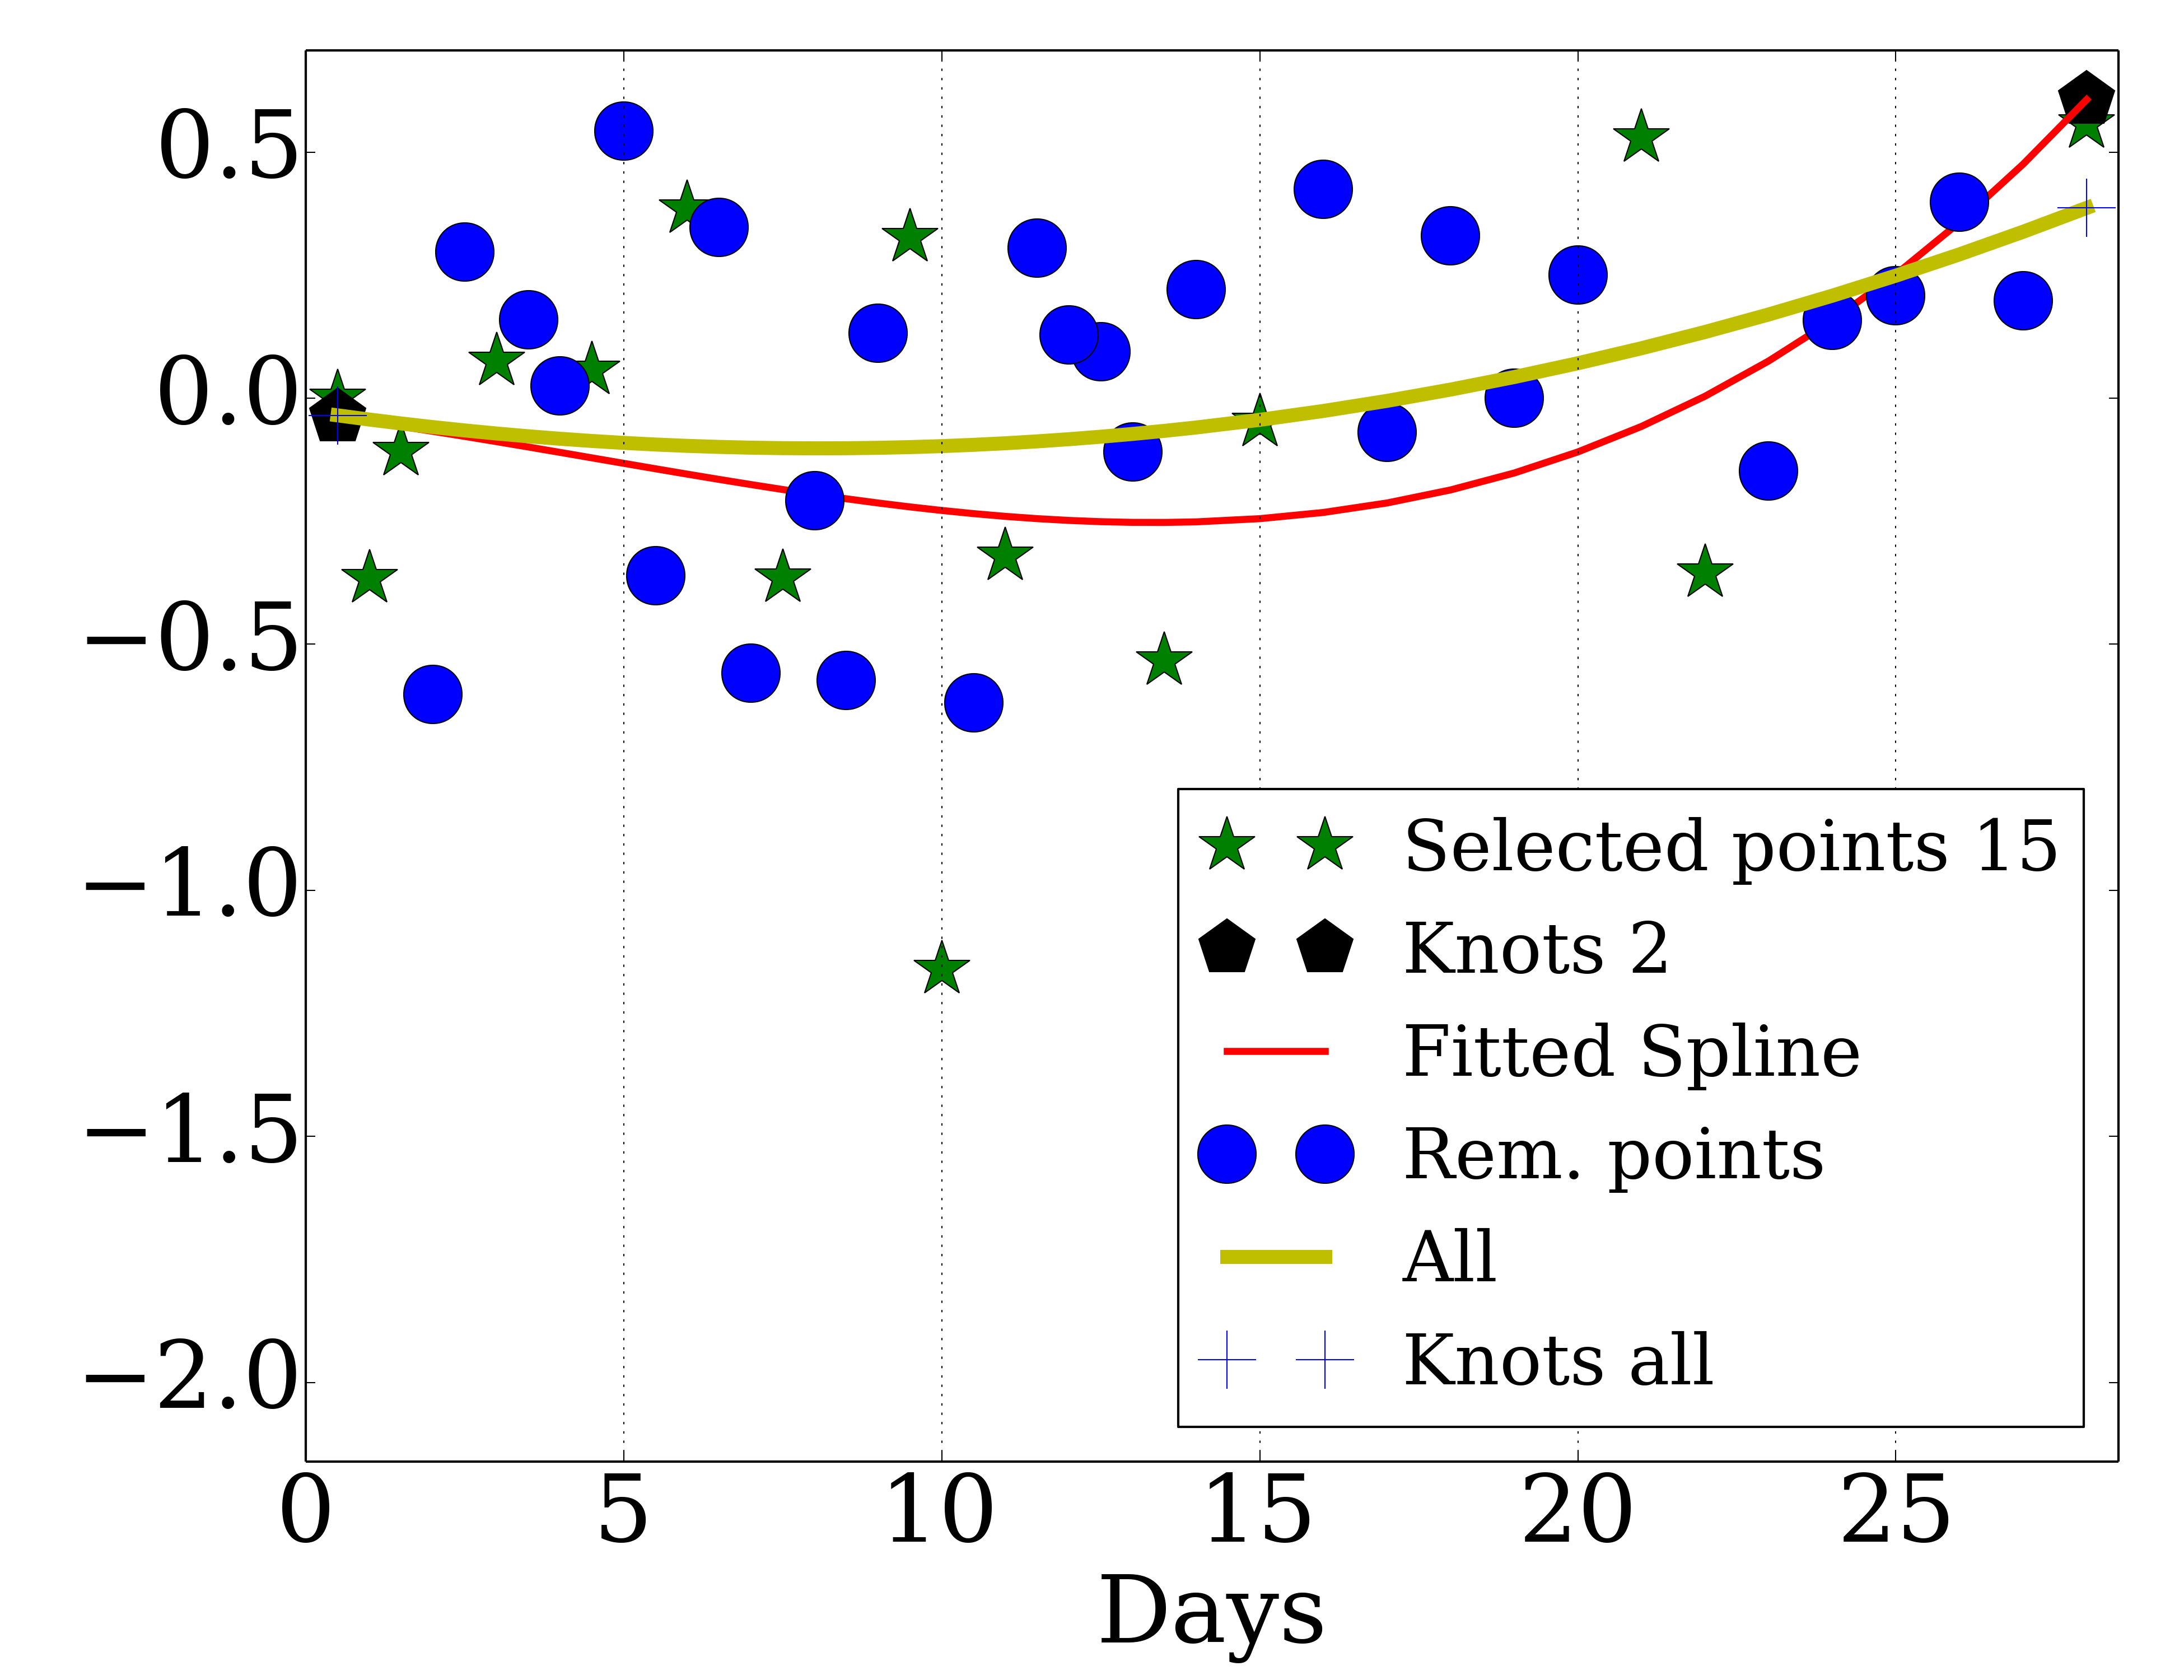 0.5
0.0
−0.5
−1.0
−1.5
−2.0
Selected points 15
Knots 2
Fitted Spline
Rem. points
All
Knots all
0 5 10 15 20 25
Days